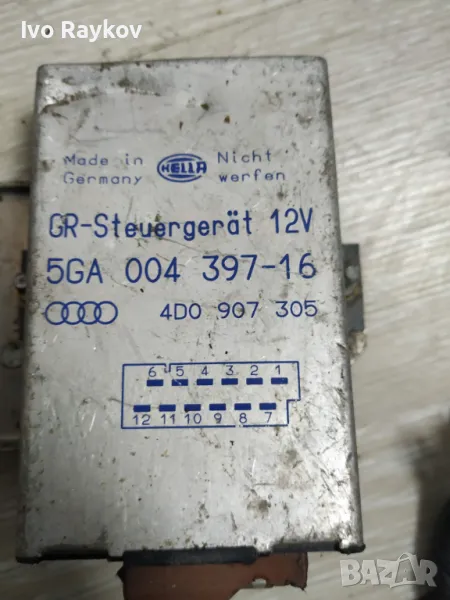 Ivo Raykov
Made in Germany
HELLA
Nicht werfen
GR-Steuergerät 12V
5GA 004 397-16
4D0 907 305
6 5 4 3 2 1
12 11 10 9 8 7
BAZAR